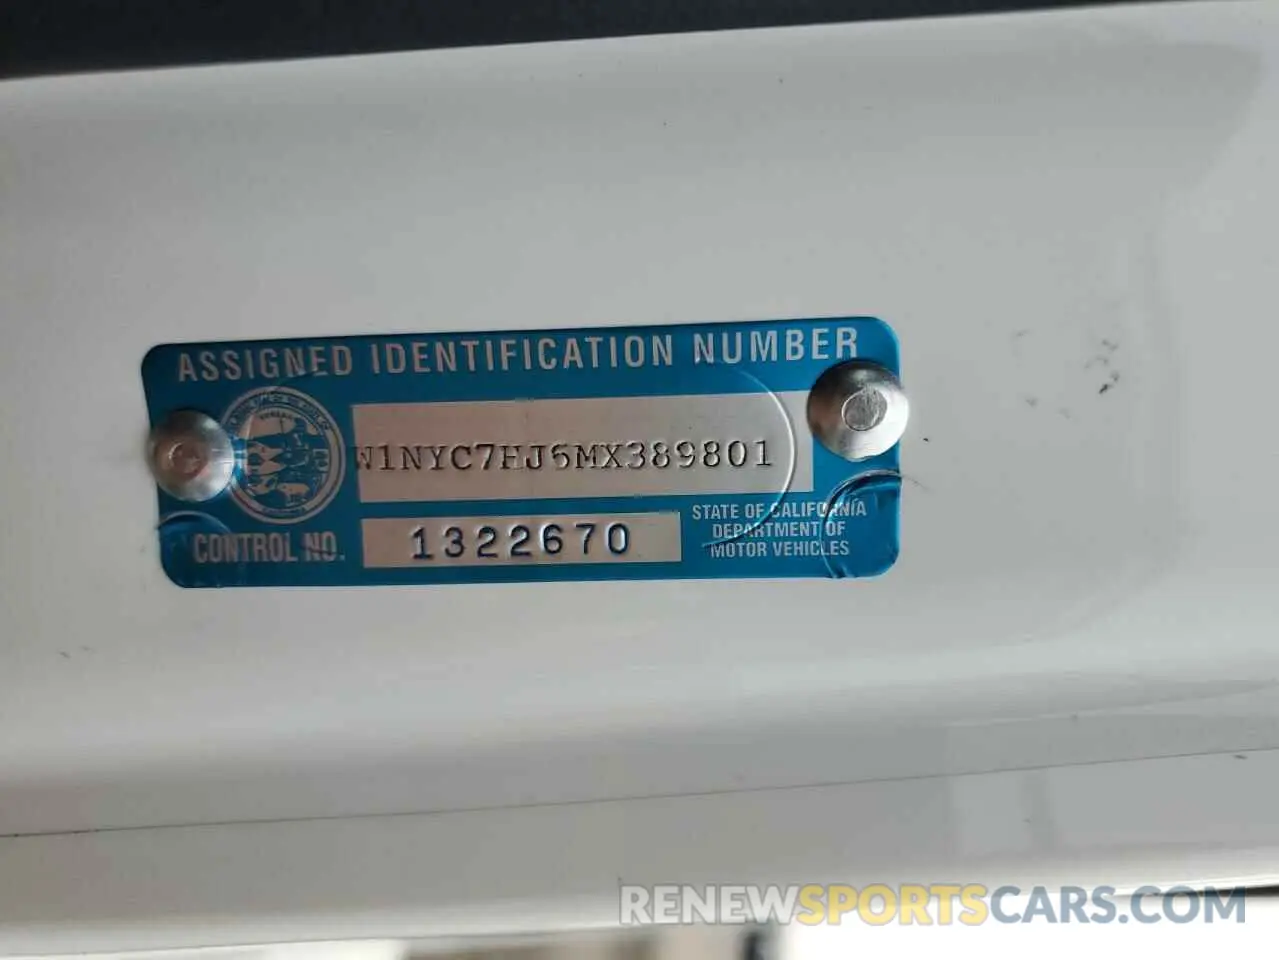 ASSIGNED IDENTIFICATION NUMBER
W1NYC7HJ6MX389801
CONTROL NO. 1322670
STATE OF CALIFORNIA
DEPARTMENT OF
MOTOR VEHICLES
RENEWSPORTSCARS.COM